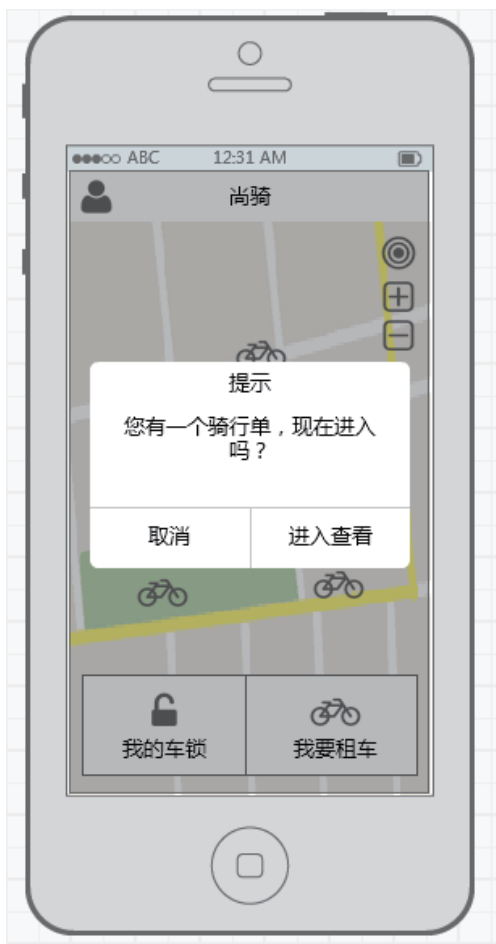 ABC 12:31 AM
尚骑
提示
您有一个骑行单，现在进入
吗？
取消 进入查看
我的车锁 我要租车